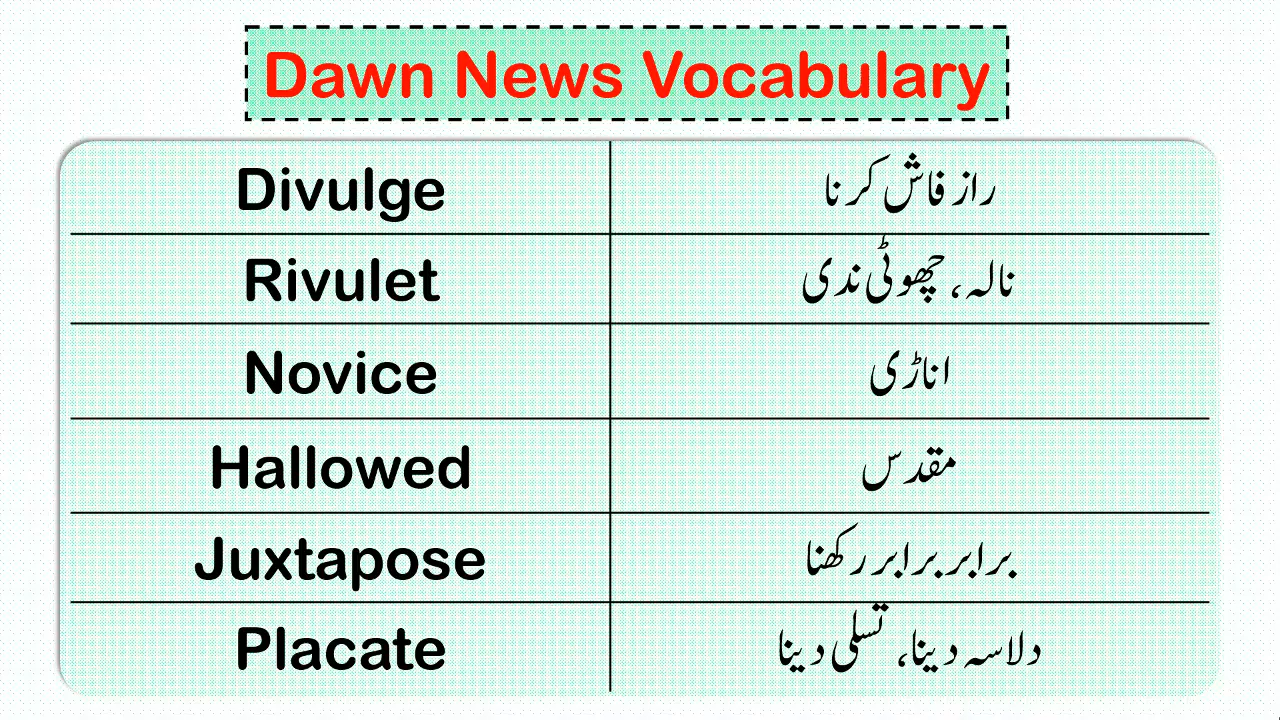 Dawn News Vocabulary
Divulge راز فاش کرنا
Rivulet نالہ، چھوٹی ندی
Novice اناڑی
Hallowed مقدس
Juxtapose برابر برابر رکھنا
Placate دلاسہ دینا، تسلی دینا